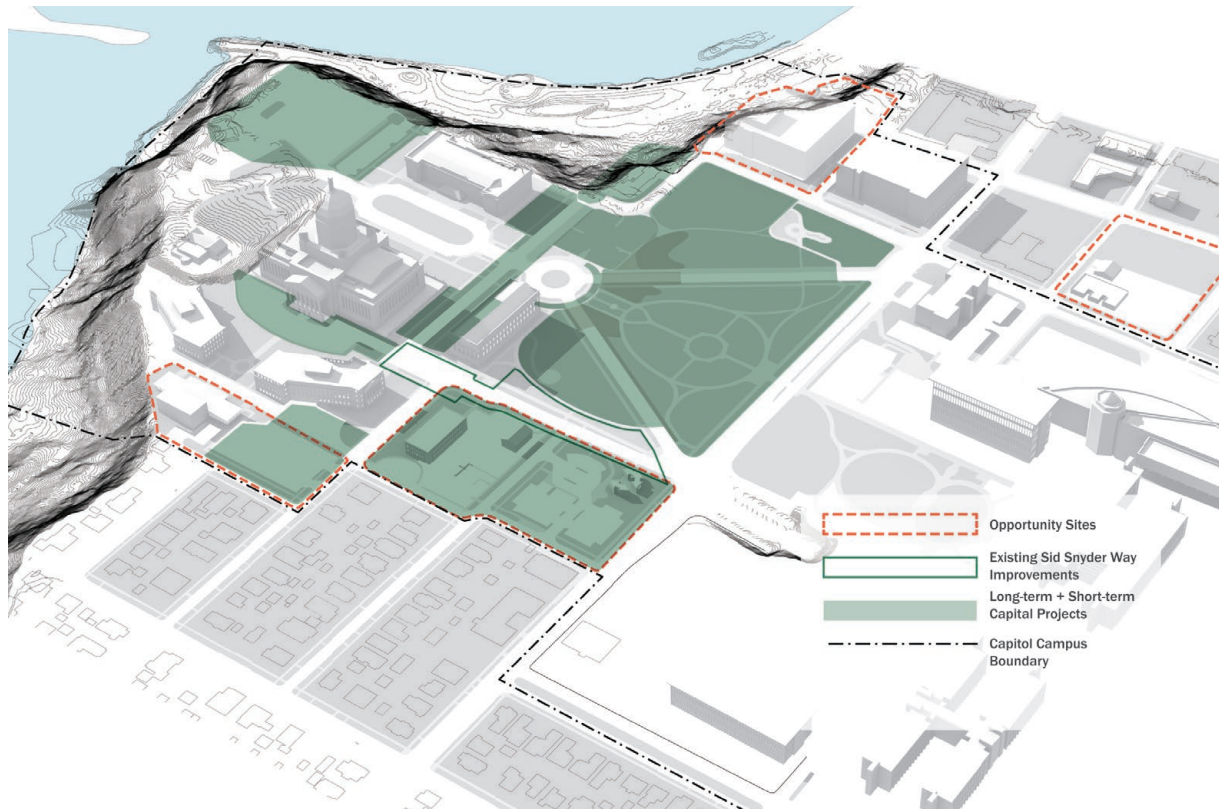 Opportunity Sites
Existing Sid Snyder Way
Improvements
Long-term + Short-term
Capital Projects
Capitol Campus
Boundary